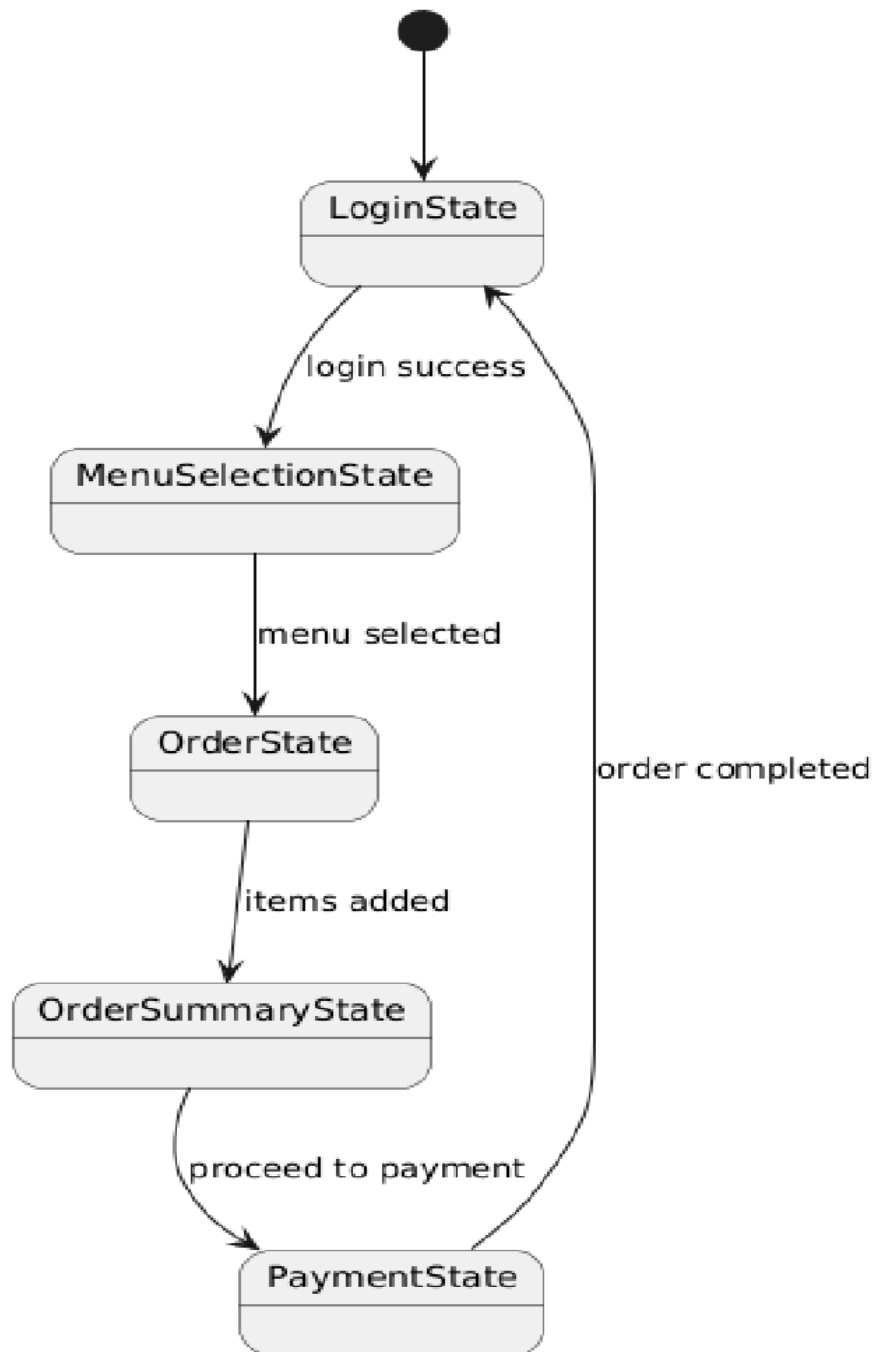 LoginState
login success
MenuSelectionState
menu selected
OrderState
order completed
items added
OrderSummaryState
proceed to payment
PaymentState